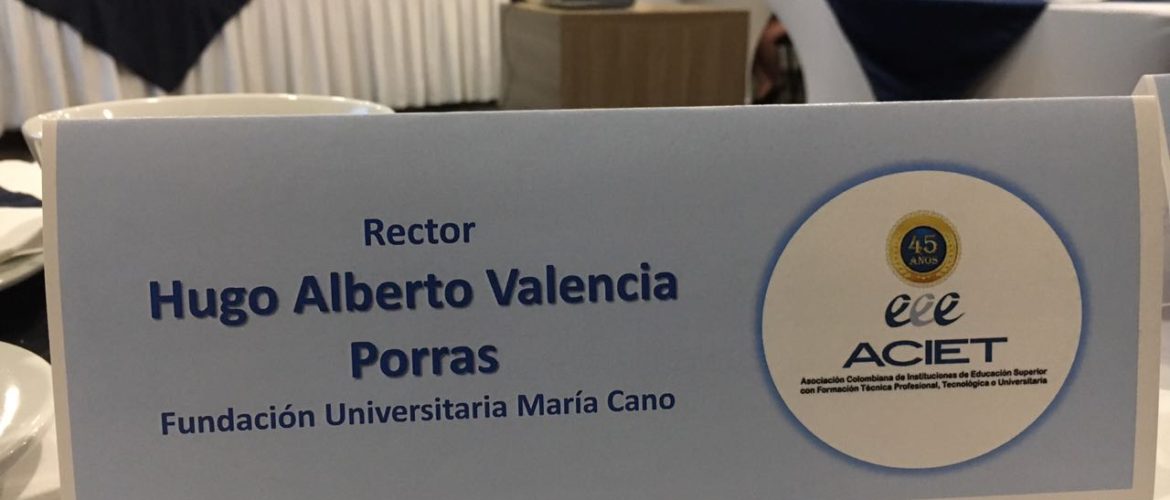 Rector
Hugo Alberto Valencia
Porras
Fundación Universitaria María Cano
45
AÑOS
eee
ACIET
Asociación Colombiana de Instituciones de Educación Superior
con Formación Técnica Profesional, Tecnológica o Universitaria